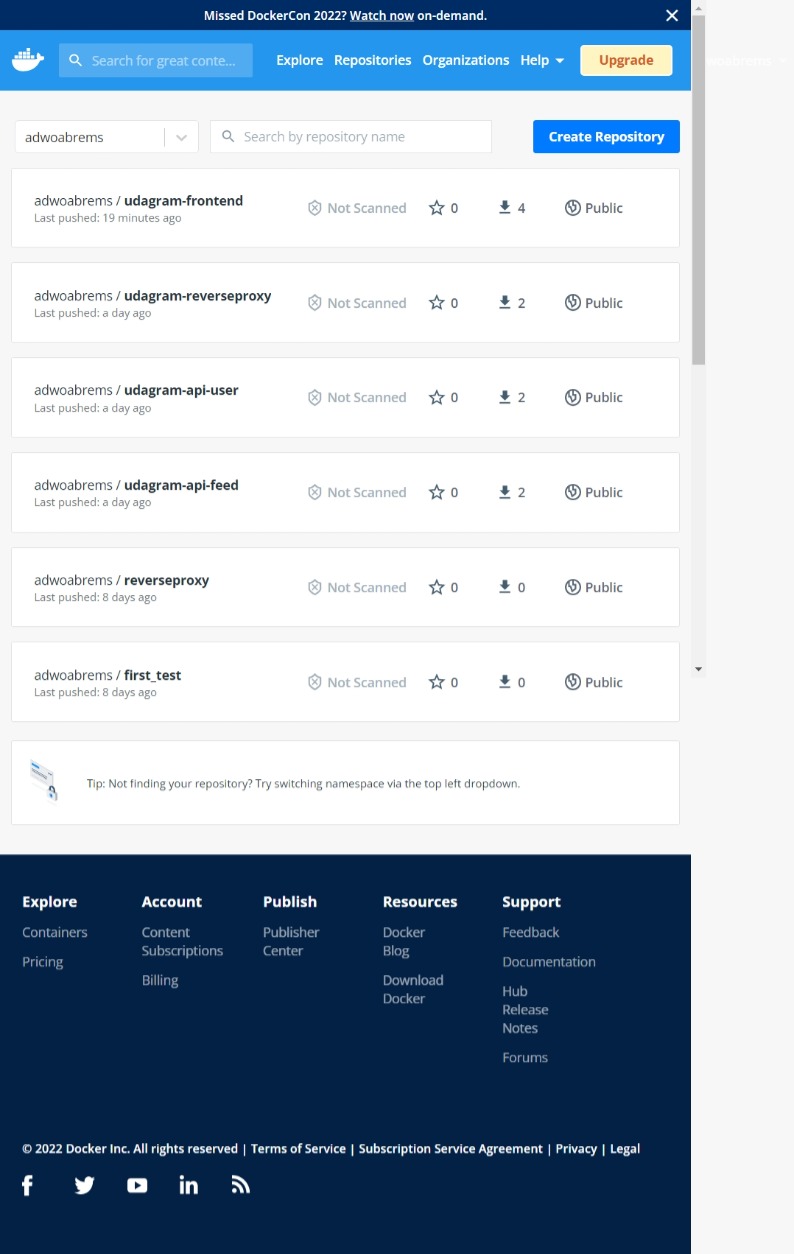 Missed DockerCon 2022? Watch now on-demand.
Search for great conte...
Explore Repositories Organizations Help Upgrade
adwoabrems
Search by repository name
Create Repository
adwoabrems / udagram-frontend
Last pushed: 19 minutes ago
Not Scanned 0 4 Public
adwoabrems / udagram-reverseproxy
Last pushed: a day ago
Not Scanned 0 2 Public
adwoabrems / udagram-api-user
Last pushed: a day ago
Not Scanned 0 2 Public
adwoabrems / udagram-api-feed
Last pushed: a day ago
Not Scanned 0 2 Public
adwoabrems / reverseproxy
Last pushed: 8 days ago
Not Scanned 0 0 Public
adwoabrems / first_test
Last pushed: 8 days ago
Not Scanned 0 0 Public
Tip: Not finding your repository? Try switching namespace via the top left dropdown.
Explore
Containers
Pricing
Account
Content
Subscriptions
Billing
Publish
Publisher
Center
Resources
Docker
Blog
Download
Docker
Support
Feedback
Documentation
Hub
Release
Notes
Forums
© 2022 Docker Inc. All rights reserved | Terms of Service | Subscription Service Agreement | Privacy | Legal